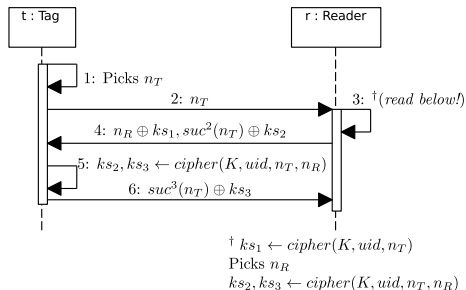 t : Tag
r : Reader
1: Picks n_T
2: n_T
3: †(read below!)
4: n_R ⊕ ks_1, suc^2(n_T) ⊕ ks_2
5: ks_2, ks_3 ← cipher(K, uid, n_T, n_R)
6: suc^3(n_T) ⊕ ks_3
† ks_1 ← cipher(K, uid, n_T)
Picks n_R
ks_2, ks_3 ← cipher(K, uid, n_T, n_R)